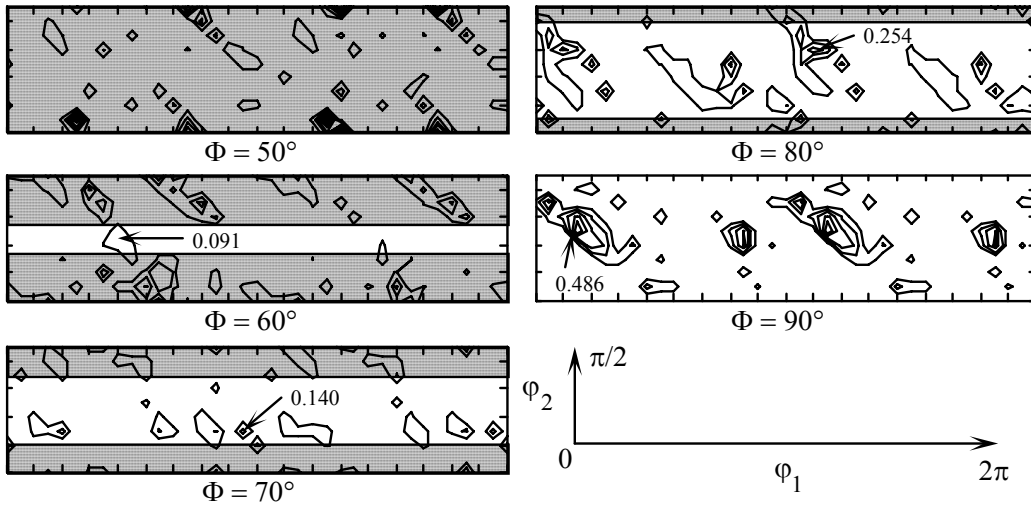 0.254
Φ = 50°
Φ = 80°
0.091
0.486
Φ = 60°
Φ = 90°
0.140
Φ = 70°
π/2
φ2
0
φ1
2π